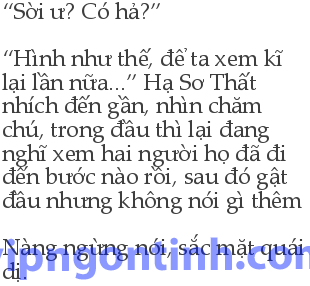 “Sời ư? Có hả?”
“Hình như thế, để ta xem kĩ
lại lần nữa...” Hạ Sơ Thất
nhích đến gần, nhìn chăm
chú, trong đầu thì lại đang
nghĩ xem hai người họ đã đi
đến bước nào rồi, sau đó gật
đầu nhưng không nói gì thêm
Nàng ngừng nói, sắc mặt quái
dị.